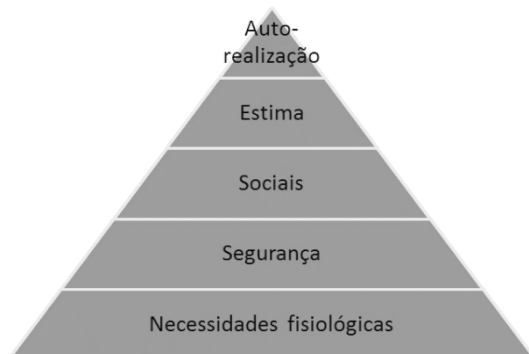 Auto-
realização
Estima
Sociais
Segurança
Necessidades fisiológicas